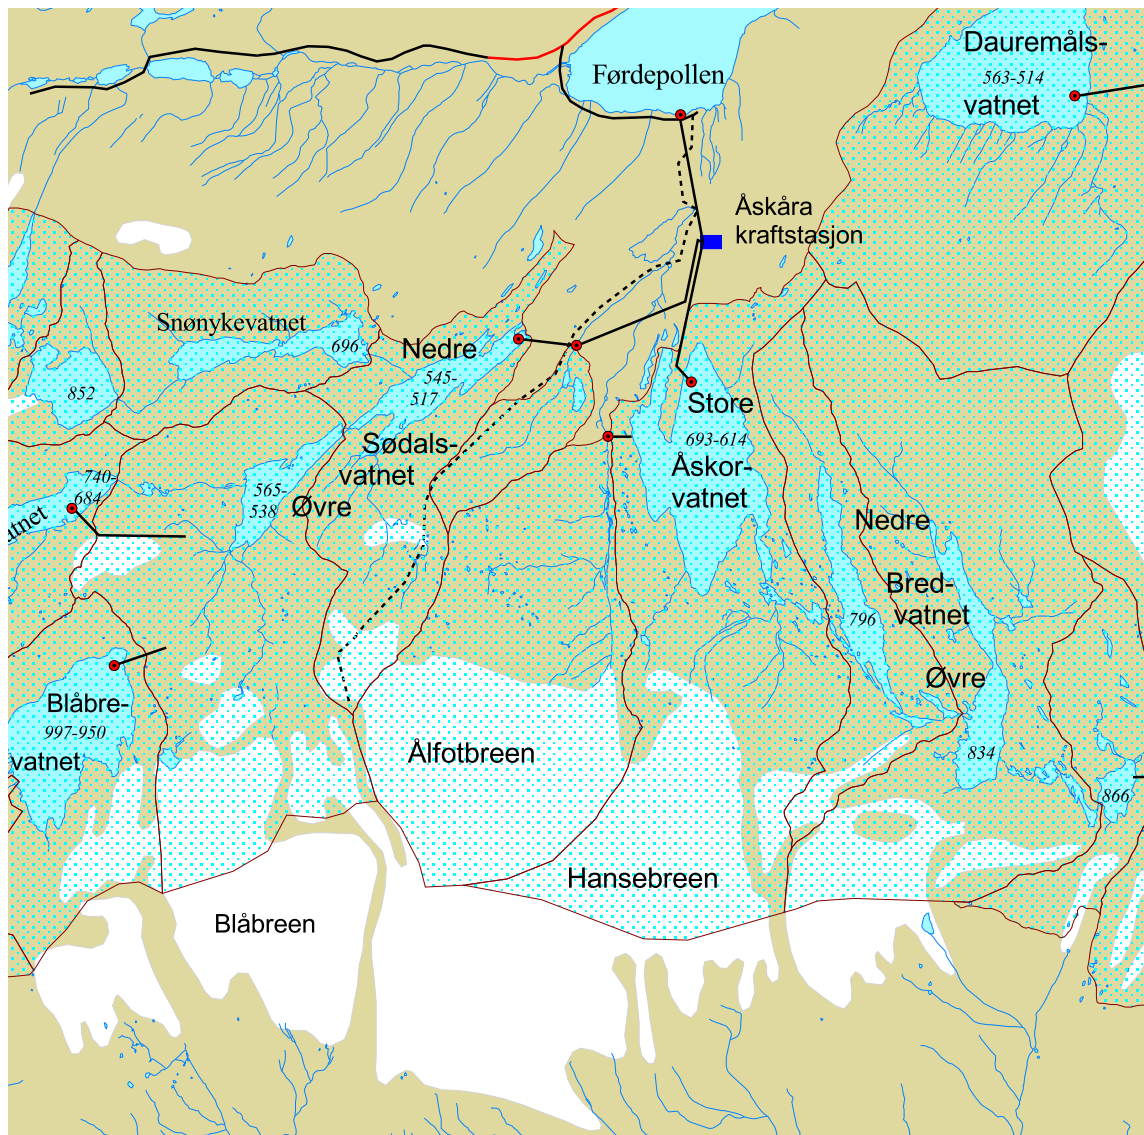 Dauremåls-
563-514
vatnet
Førdepollen
Åskåra
kraftstasjon
Snønykevatnet
696
Nedre
545-
517
852
Store
693-614
Åskor-
vatnet
Sødals-
vatnet
740-
684
565-
538
Øvre
atnet
Nedre
Bred-
vatnet
796
Øvre
Blåbre-
997-950
vatnet
Ålfotbreen
834
866
Hansebreen
Blåbreen